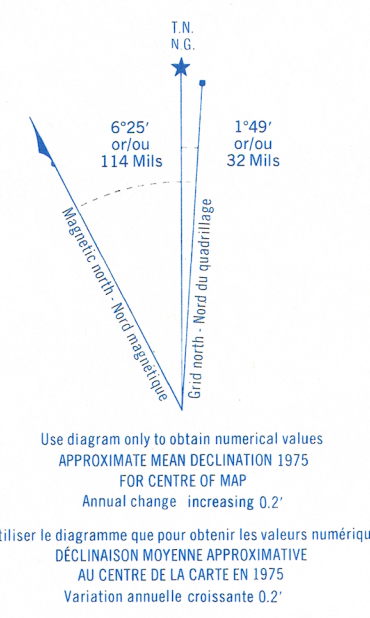 T.N.
N G.
6°25′
or/ou
114 Mils
1°49′
or/ou
32 Mils
Magnetic north - Nord magnétique
Grid north - Nord du quadrillage
Use diagram only to obtain numerical values
APPROXIMATE MEAN DECLINATION 1975
FOR CENTRE OF MAP
Annual change increasing 0.2′
tiliser le diagramme que pour obtenir les valeurs numériqu
DÉCLINAISON MOYENNE APPROXIMATIVE
AU CENTRE DE LA CARTE EN 1975
Variation annuelle croissante 0.2′